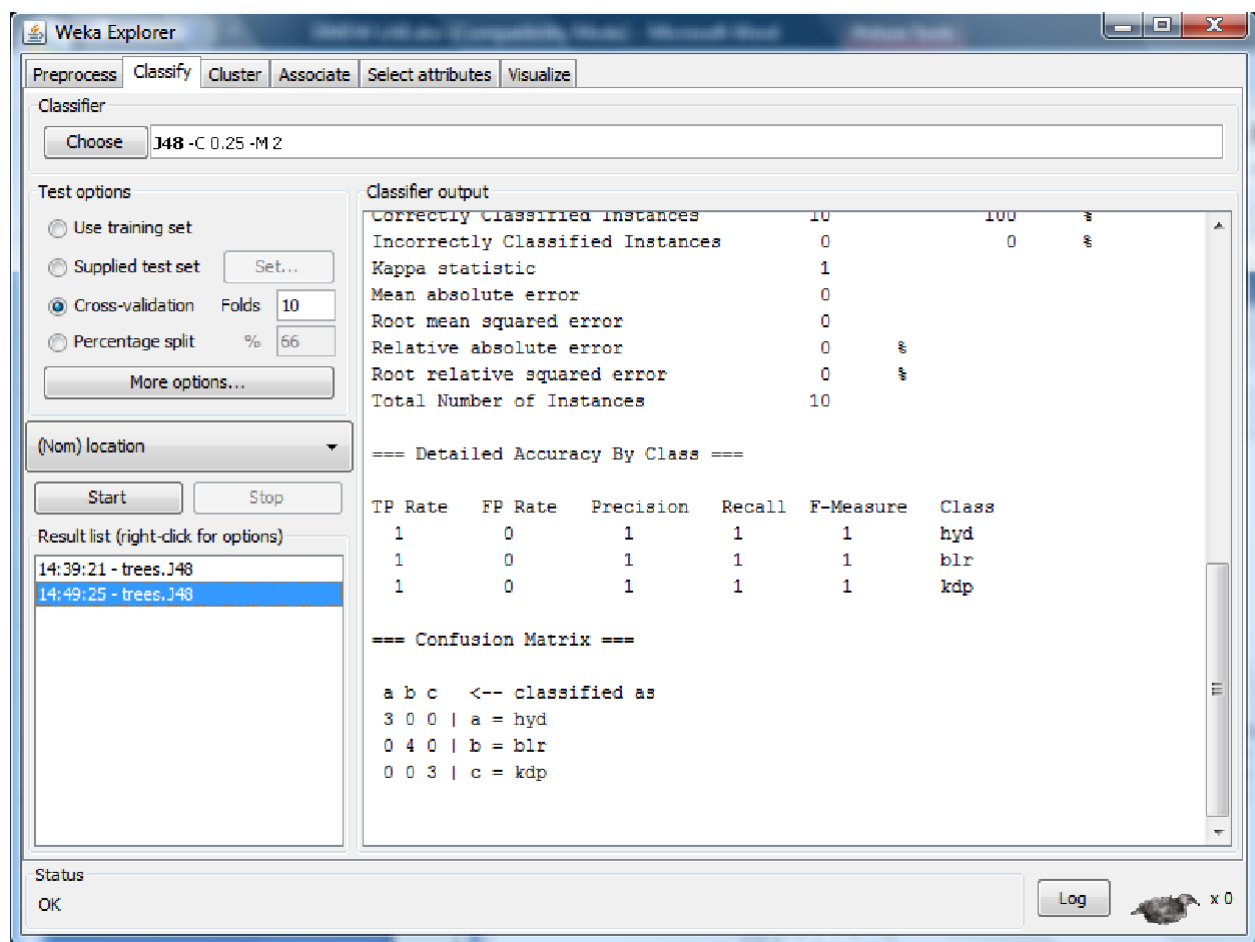 Weka Explorer
Preprocess Classify Cluster Associate Select attributes Visualize
Classifier
Choose J48 -C 0.25 -M 2
Test options
Use training set
Supplied test set Set...
Cross-validation Folds 10
Percentage split % 66
More options...
(Nom) location
Start Stop
Result list (right-click for options)
14:39:21 - trees.J48
14:49:25 - trees.J48
Classifier output
Correctly Classified Instances 10 100 %
Incorrectly Classified Instances 0 0 %
Kappa statistic 1
Mean absolute error 0
Root mean squared error 0
Relative absolute error 0 %
Root relative squared error 0 %
Total Number of Instances 10
=== Detailed Accuracy By Class ===
TP Rate FP Rate Precision Recall F-Measure Class
1 0 1 1 1 hyd
1 0 1 1 1 blr
1 0 1 1 1 kdp
=== Confusion Matrix ===
a b c <-- classified as
3 0 0 | a = hyd
0 4 0 | b = blr
0 0 3 | c = kdp
Status
OK
Log x 0